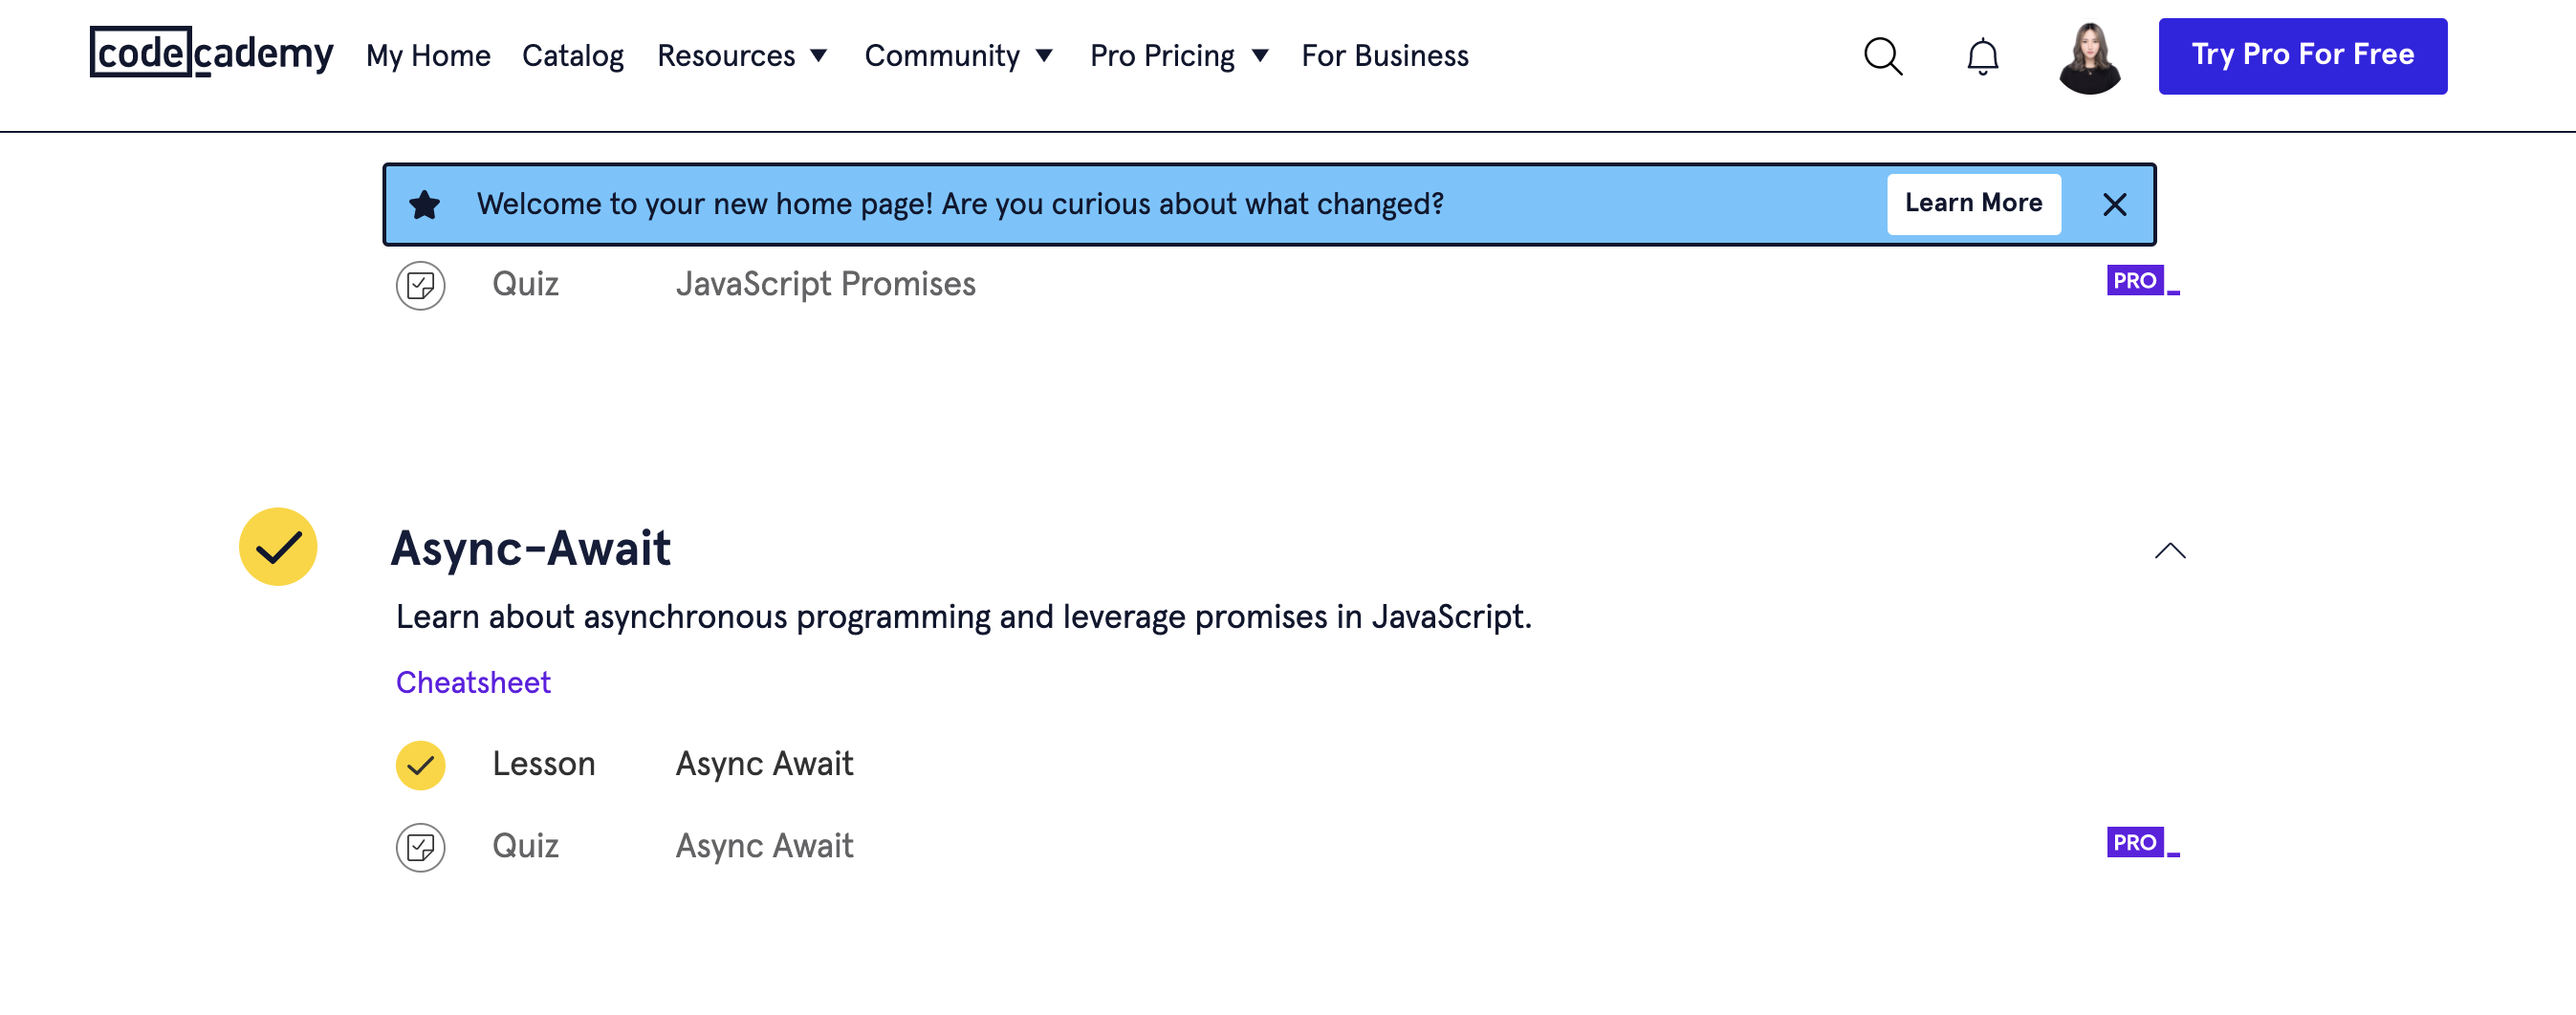 codecademy My Home Catalog Resources Community Pro Pricing For Business Try Pro For Free
Welcome to your new home page! Are you curious about what changed? Learn More
Quiz JavaScript Promises PRO
Async-Await
Learn about asynchronous programming and leverage promises in JavaScript.
Cheatsheet
Lesson Async Await
Quiz Async Await PRO